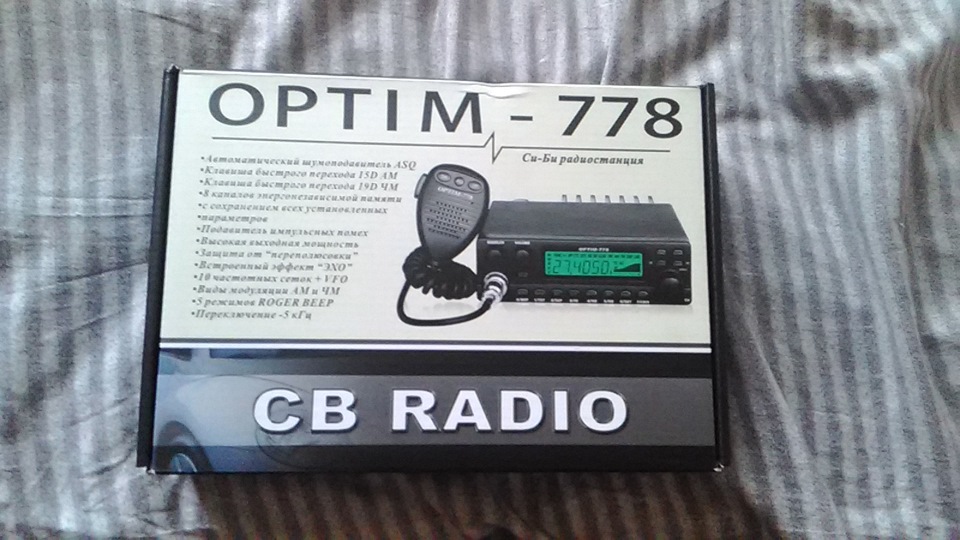 OPTIM - 778
Си-Би радиостанция
•Автоматический шумоподавитель ASQ
•Клавиша быстрого перехода 15D АМ
•Клавиша быстрого перехода 19D ЧМ
•8 каналов энергонезависимой памяти
•с сохранением всех установленных
•параметров
•Подавитель импульсных помех
•Высокая выходная мощность
•Защита от "переполюсовки"
•Встроенный эффект "ЭХО"
•10 частотных сеток + VFO
•Виды модуляции АМ и ЧМ
•5 режимов ROGER BEEP
•Переключение -5 кГц
OPTIM
OPTIM-778
27.4050
CB RADIO